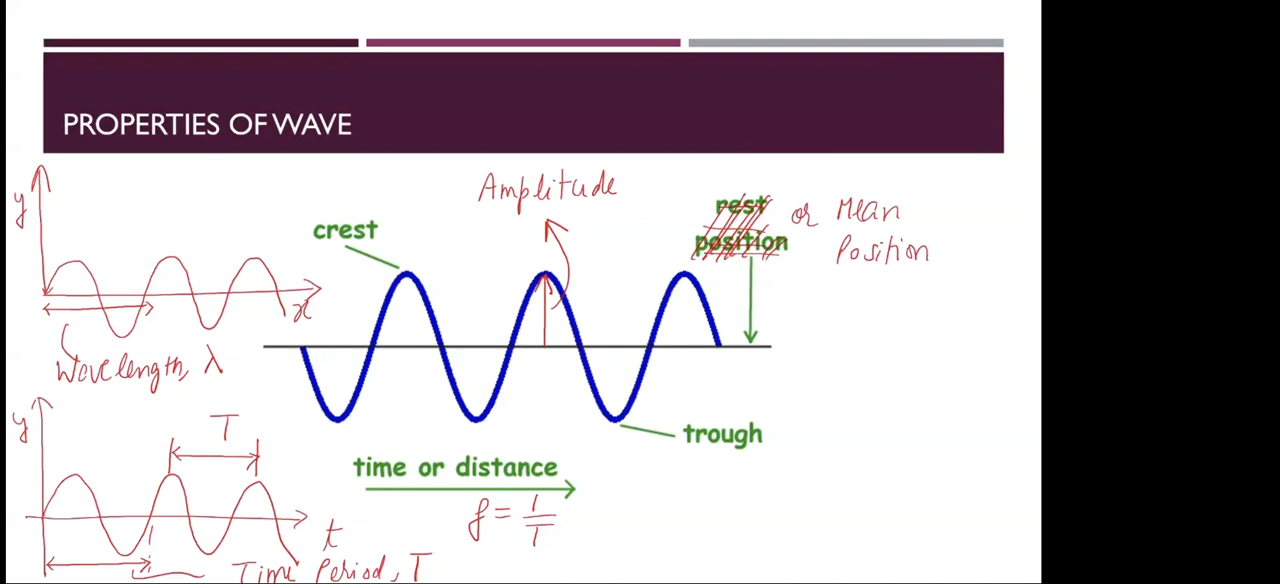 PROPERTIES OF WAVE
y
x
Wavelength, λ
Amplitude
crest
rest
position
or Mean
Position
trough
time or distance
f = 1/T
y
T
t
Time Period, T